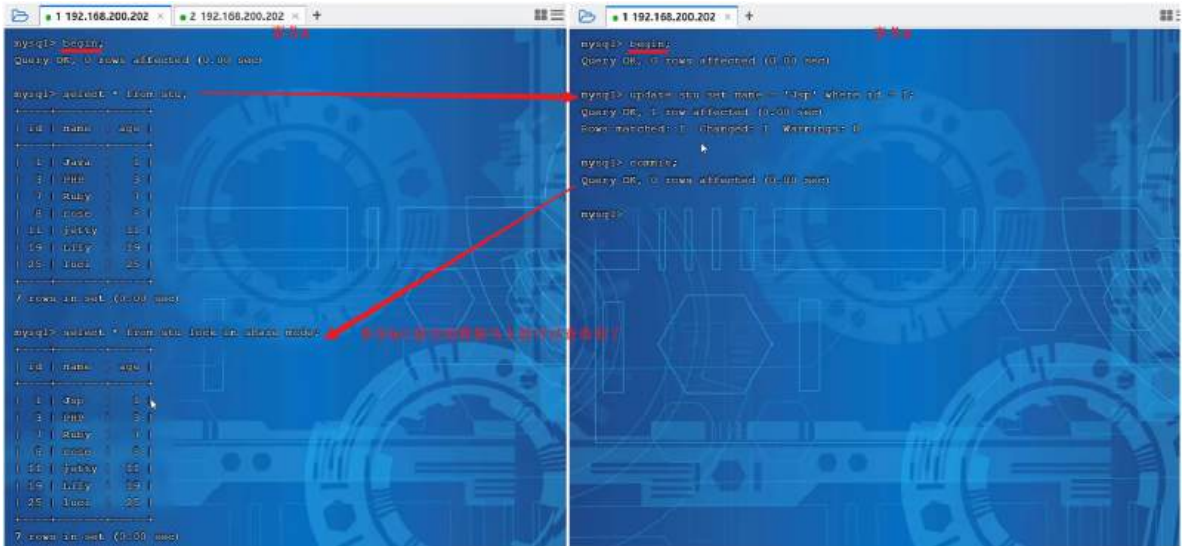 1 192.168.200.202 × 2 192.168.200.202 × +
mysql> begin;
Query OK, 0 rows affected (0.00 sec)
mysql> select * from stu;
| id | name | age |
| 1 | Java | 1 |
| 3 | PHP | 3 |
| 7 | Ruby | 7 |
| 8 | rose | 8 |
| 11 | jetty | 11 |
| 19 | lily | 19 |
| 25 | luci | 25 |
7 rows in set (0.00 sec)
mysql> select * from stu lock in share mode;
| id | name | age |
| 1 | Jsp | 1 |
| 3 | PHP | 3 |
| 7 | Ruby | 7 |
| 8 | rose | 8 |
| 11 | jetty | 11 |
| 19 | lily | 19 |
| 25 | luci | 25 |
7 rows in set (0.00 sec)
1 192.168.200.202 × +
mysql> begin;
Query OK, 0 rows affected (0.00 sec)
mysql> update stu set name = 'Jsp' where id = 1;
Query OK, 1 row affected (0.00 sec)
Rows matched: 1 Changed: 1 Warnings: 0
mysql> commit;
Query OK, 0 rows affected (0.00 sec)
mysql>